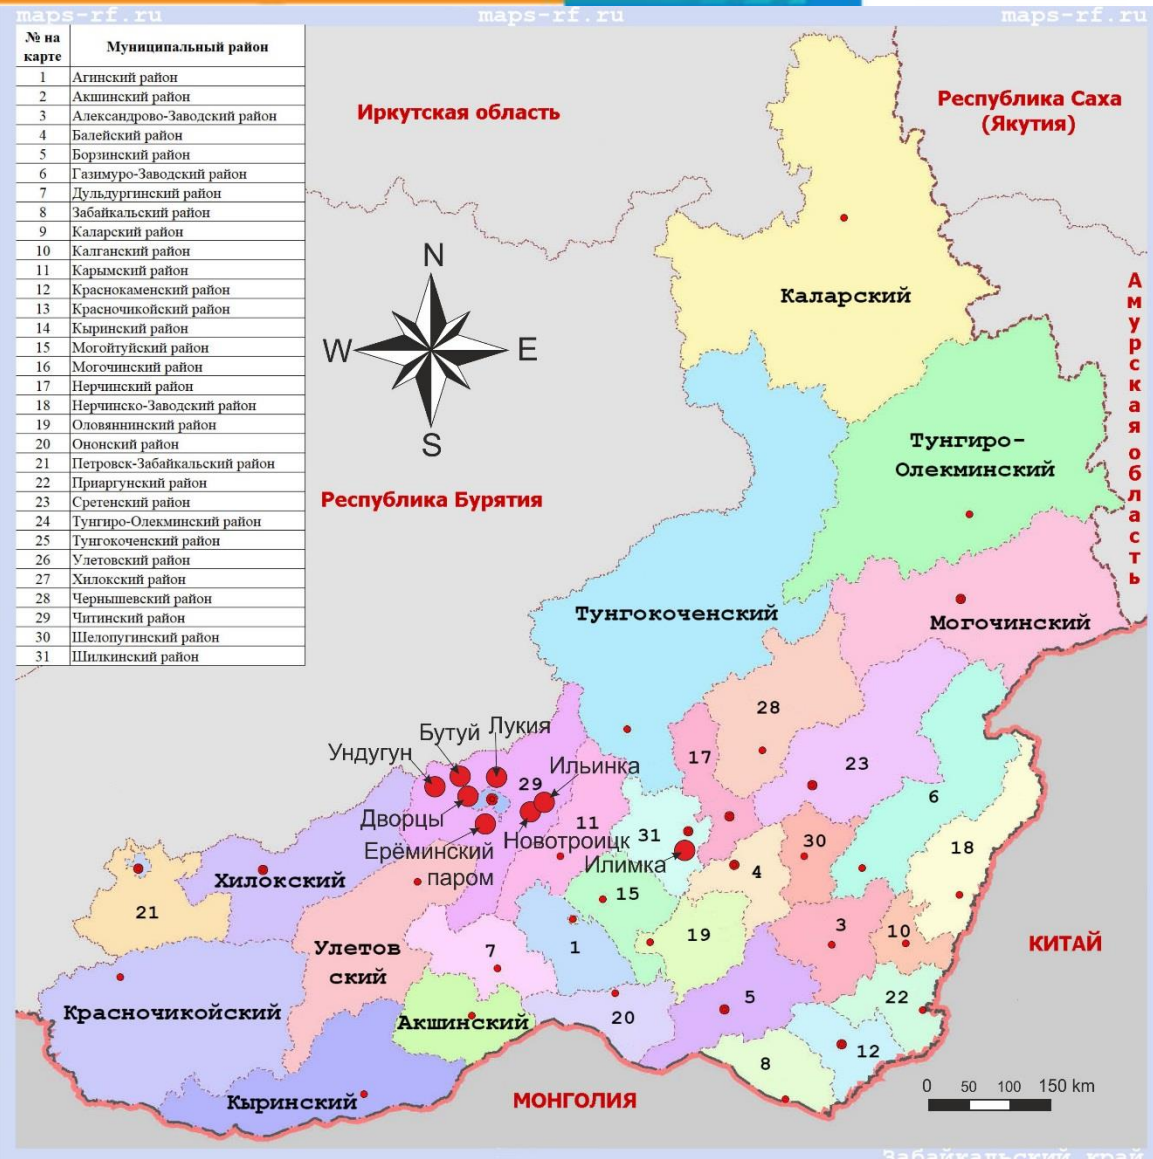 maps-rf.ru maps-rf.ru maps-rf.ru
№ на карте Муниципальный район
1 Агинский район
2 Акшинский район
3 Александрово-Заводский район
4 Балейский район
5 Борзинский район
6 Газимуро-Заводский район
7 Дульдургинский район
8 Забайкальский район
9 Каларский район
10 Калганский район
11 Карымский район
12 Краснокаменский район
13 Красночикойский район
14 Кыринский район
15 Могойтуйский район
16 Могочинский район
17 Нерчинский район
18 Нерчинско-Заводский район
19 Оловяннинский район
20 Ононский район
21 Петровск-Забайкальский район
22 Приаргунский район
23 Сретенский район
24 Тунгиро-Олекминский район
25 Тунгокоченский район
26 Улетовский район
27 Хилокский район
28 Чернышевский район
29 Читинский район
30 Шелопугинский район
31 Шилкинский район
Иркутская область
Республика Саха
(Якутия)
N
W E
S
Каларский
Амурская область
Тунгиро-
Олекминский
Республика Бурятия
Тунгокоченский
Могочинский
28
Бутуй Лукия
Ундугун
29
Ильинка
17
23
6
Дворцы
Новотроицк
11
31
30
18
Ерёминский
паром
Илимка
4
Хилокский
15
21
3
10
19
КИТАЙ
Улетов
ский
7
1
5
22
Красночикойский
Акшинский
20
12
8
0 50 100 150 km
Кыринский
МОНГОЛИЯ
Забайкальский край